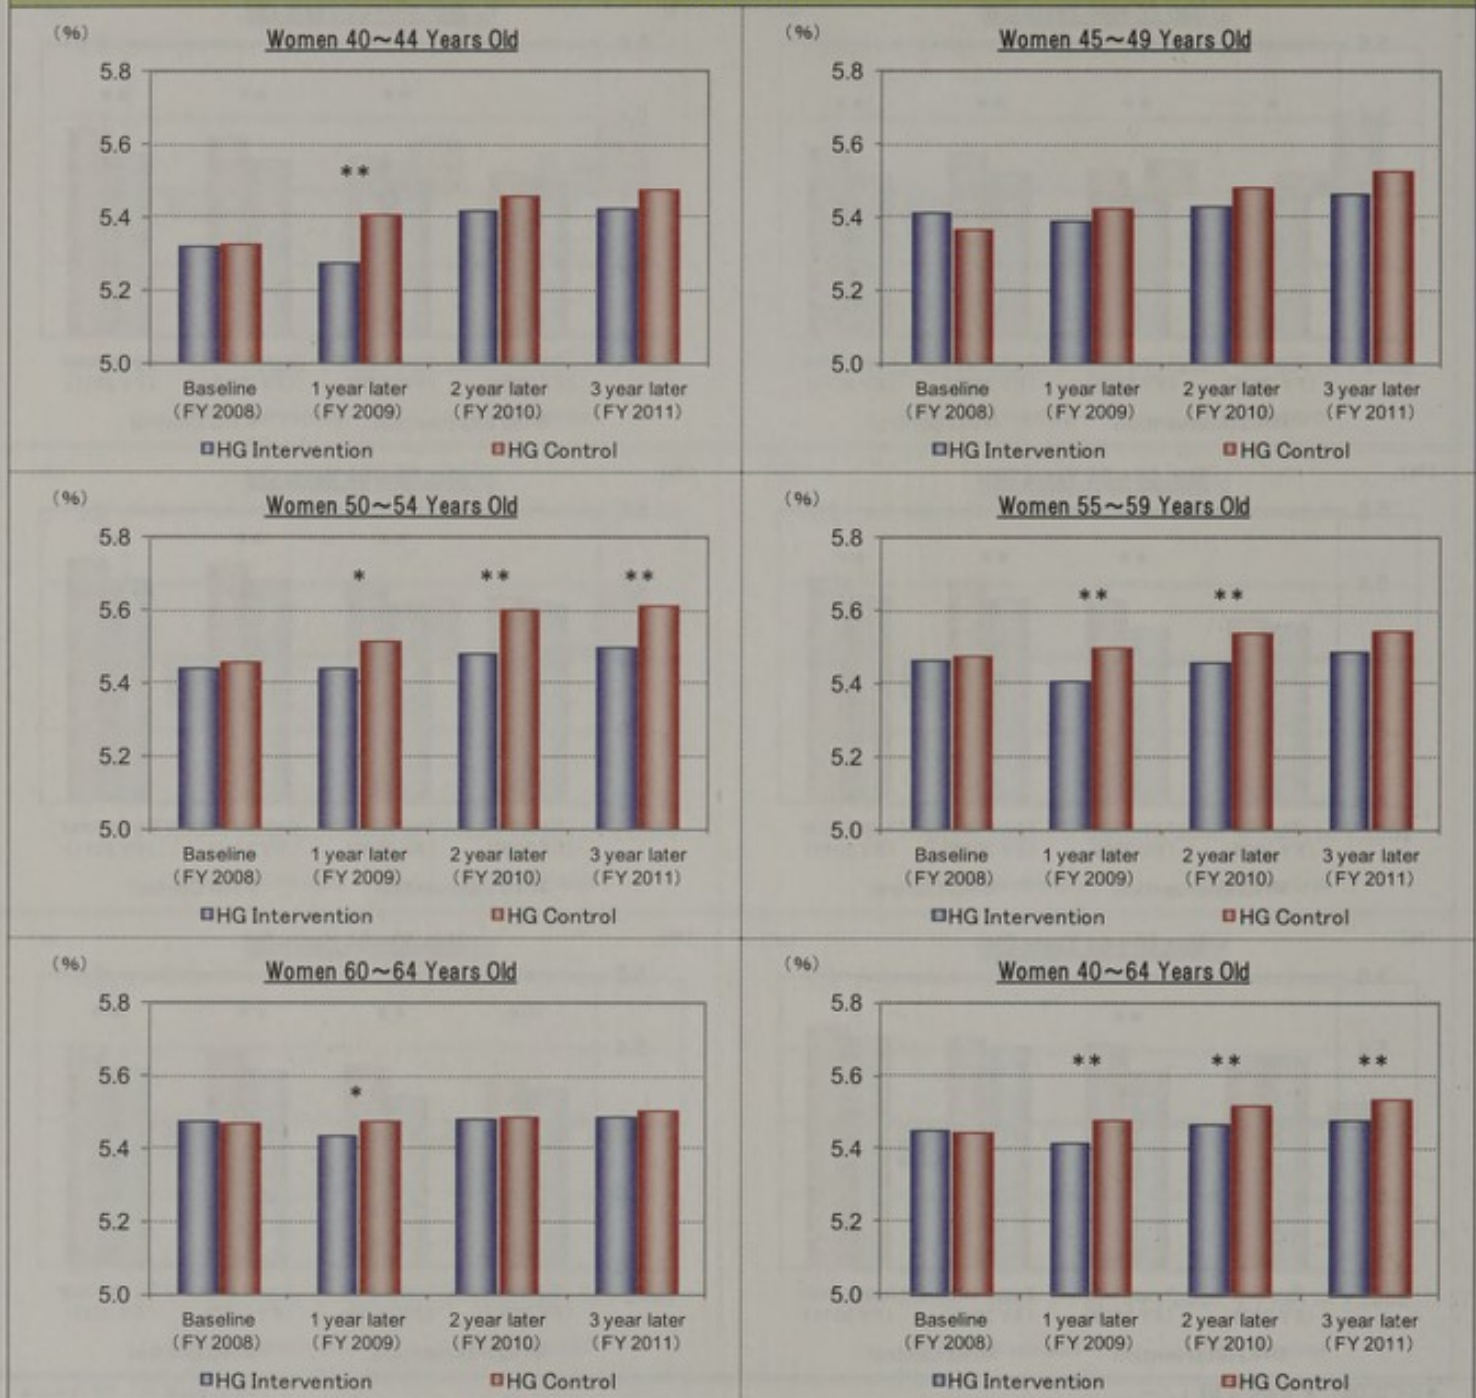 (%)
Women 40～44 Years Old
5.8
5.6
**
5.4
5.2
5.0
Baseline 1 year later 2 year later 3 year later
(FY 2008) (FY 2009) (FY 2010) (FY 2011)
HG Intervention HG Control
(%)
Women 45～49 Years Old
5.8
5.6
5.4
5.2
5.0
Baseline 1 year later 2 year later 3 year later
(FY 2008) (FY 2009) (FY 2010) (FY 2011)
HG Intervention HG Control
(%)
Women 50～54 Years Old
5.8
* ** **
5.6
5.4
5.2
5.0
Baseline 1 year later 2 year later 3 year later
(FY 2008) (FY 2009) (FY 2010) (FY 2011)
HG Intervention HG Control
(%)
Women 55～59 Years Old
5.8
** **
5.6
5.4
5.2
5.0
Baseline 1 year later 2 year later 3 year later
(FY 2008) (FY 2009) (FY 2010) (FY 2011)
HG Intervention HG Control
(%)
Women 60～64 Years Old
5.8
5.6
*
5.4
5.2
5.0
Baseline 1 year later 2 year later 3 year later
(FY 2008) (FY 2009) (FY 2010) (FY 2011)
HG Intervention HG Control
(%)
Women 40～64 Years Old
5.8
** ** **
5.6
5.4
5.2
5.0
Baseline 1 year later 2 year later 3 year later
(FY 2008) (FY 2009) (FY 2010) (FY 2011)
HG Intervention HG Control